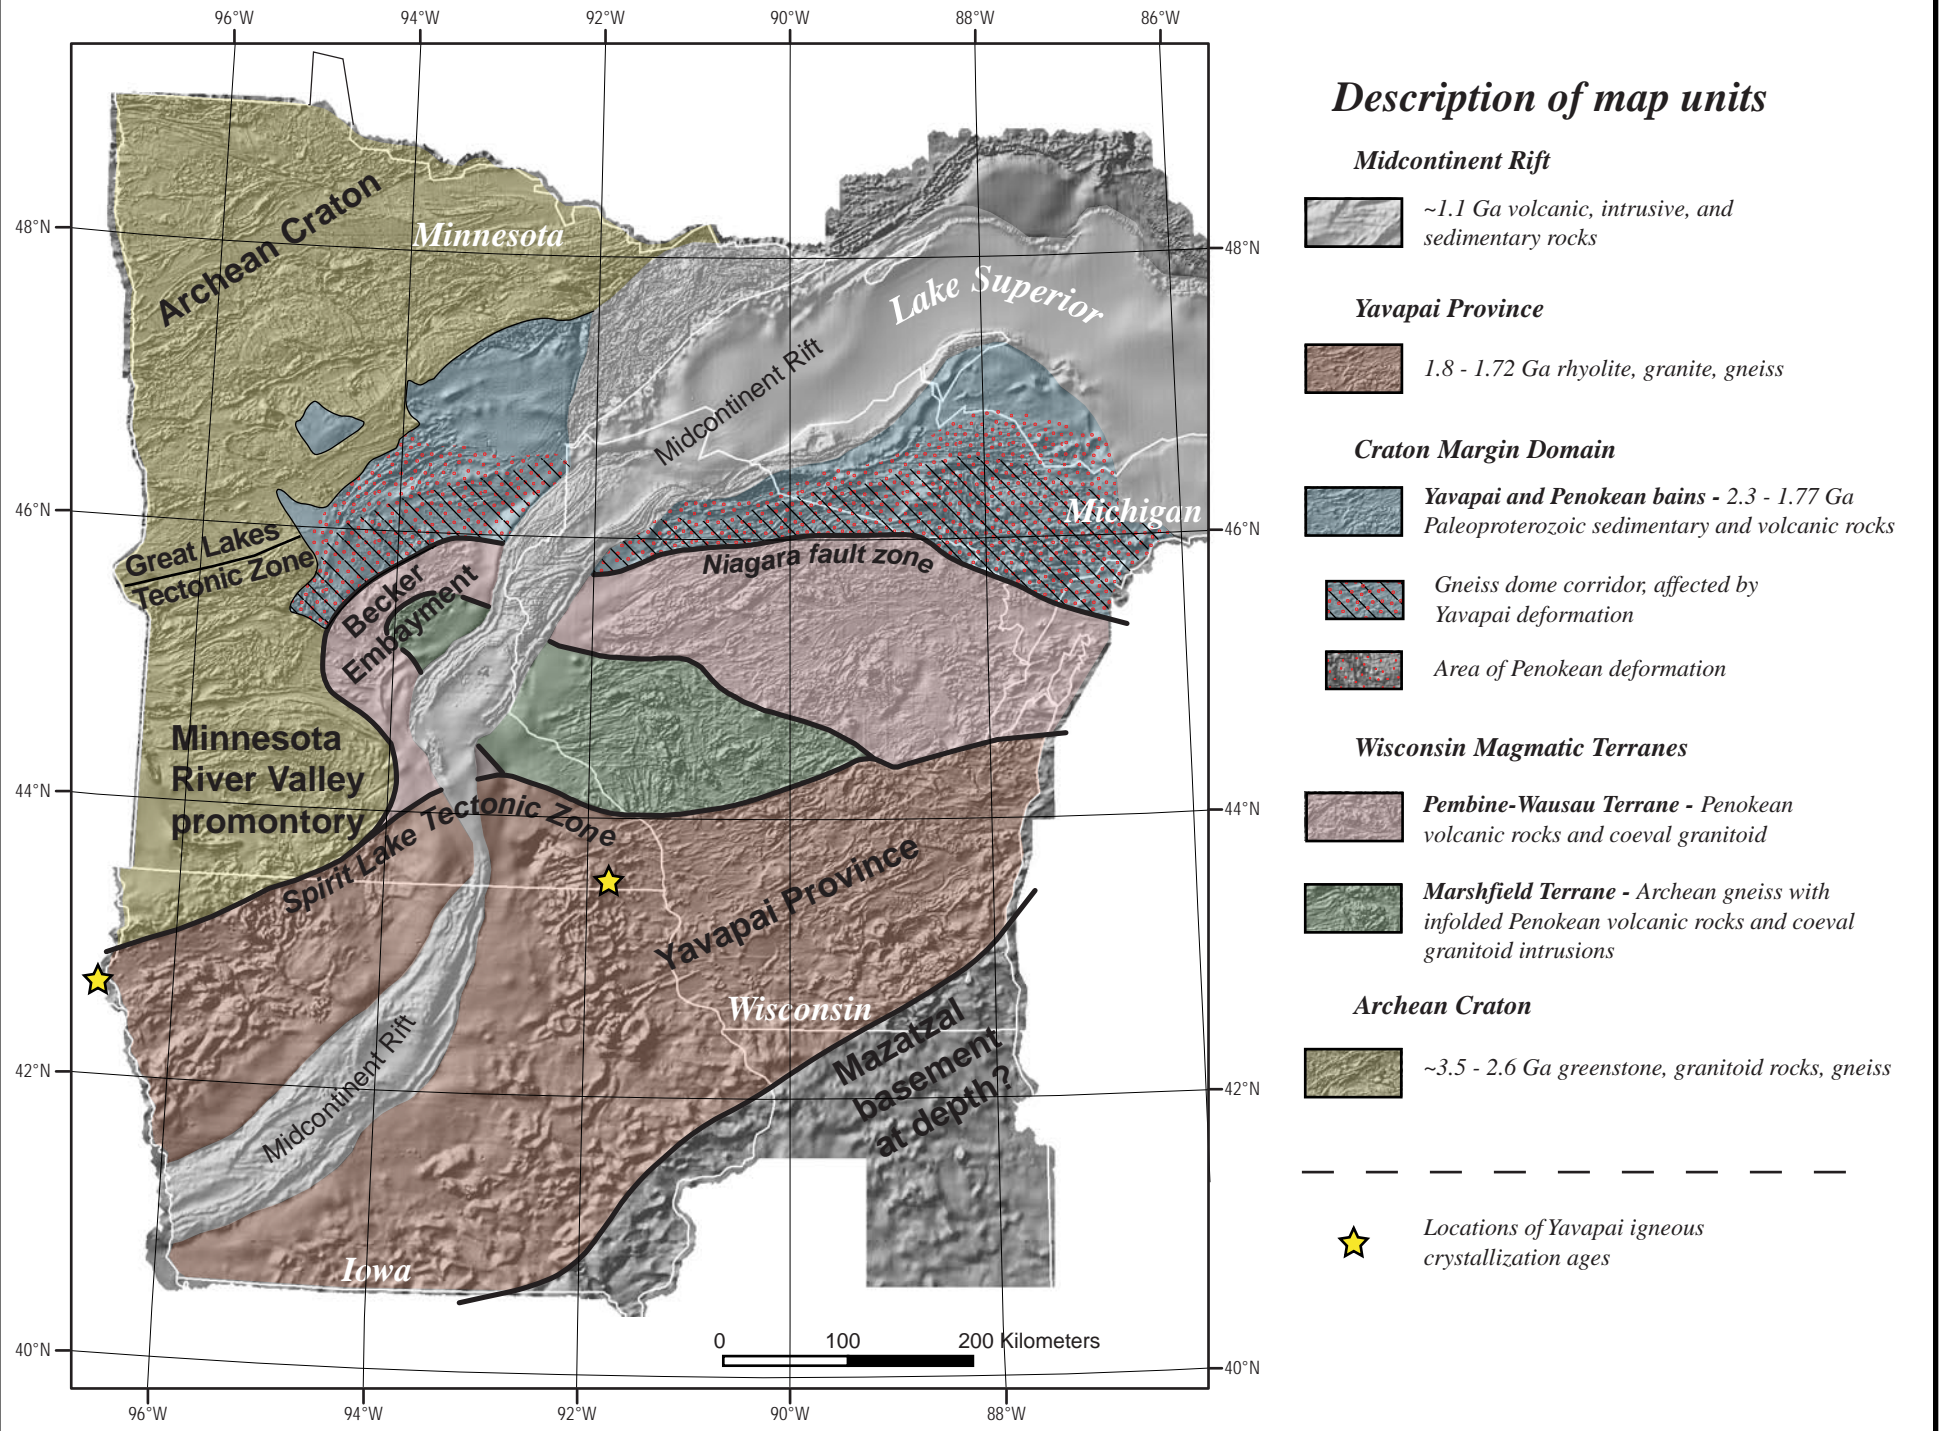 96°W
94°W
92°W
90°W
88°W
86°W
48°N
46°N
44°N
42°N
40°N
48°N
46°N
44°N
42°N
40°N
96°W
94°W
92°W
90°W
88°W
Archean Craton
Minnesota
Lake Superior
Midcontinent Rift
Michigan
Great Lakes
Tectonic Zone
Niagara fault zone
Becker
Embayment
Minnesota
River Valley
promontory
Spirit Lake Tectonic Zone
Yavapai Province
Wisconsin
Mazatzal
basement
at depth?
Midcontinent Rift
Iowa
0 100 200 Kilometers
Description of map units
Midcontinent Rift
~1.1 Ga volcanic, intrusive, and
sedimentary rocks
Yavapai Province
1.8 - 1.72 Ga rhyolite, granite, gneiss
Craton Margin Domain
Yavapai and Penokean bains - 2.3 - 1.77 Ga
Paleoproterozoic sedimentary and volcanic rocks
Gneiss dome corridor, affected by
Yavapai deformation
Area of Penokean deformation
Wisconsin Magmatic Terranes
Pembine-Wausau Terrane - Penokean
volcanic rocks and coeval granitoid
Marshfield Terrane - Archean gneiss with
infolded Penokean volcanic rocks and coeval
granitoid intrusions
Archean Craton
~3.5 - 2.6 Ga greenstone, granitoid rocks, gneiss
Locations of Yavapai igneous
crystallization ages